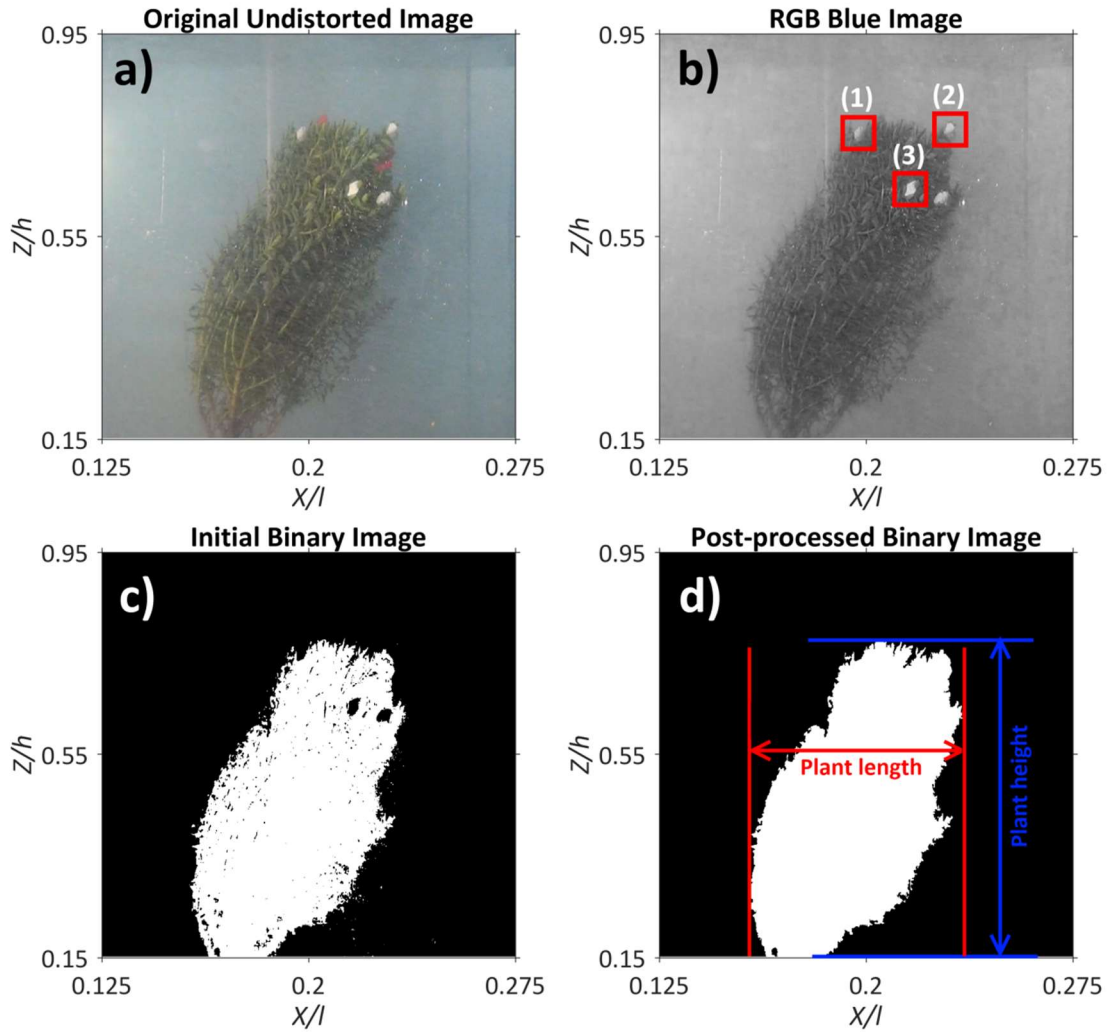 Original Undistorted Image
RGB Blue Image
0.95
a)
Z/h
0.55
0.15
0.125
0.2
0.275
X/l
0.95
b)
(1)
(2)
(3)
Z/h
0.55
0.15
0.125
0.2
0.275
X/l
Initial Binary Image
Post-processed Binary Image
0.95
c)
Z/h
0.55
0.15
0.125
0.2
0.275
X/l
0.95
d)
Z/h
0.55
Plant length
Plant height
0.15
0.125
0.2
0.275
X/l